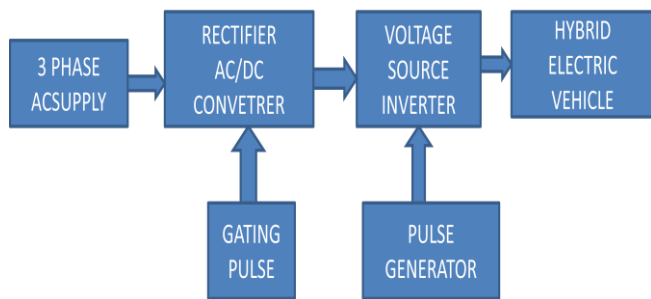 3 PHASE
ACSUPPLY
RECTIFIER
AC/DC
CONVETRER
VOLTAGE
SOURCE
INVERTER
HYBRID
ELECTRIC
VEHICLE
GATING
PULSE
PULSE
GENERATOR